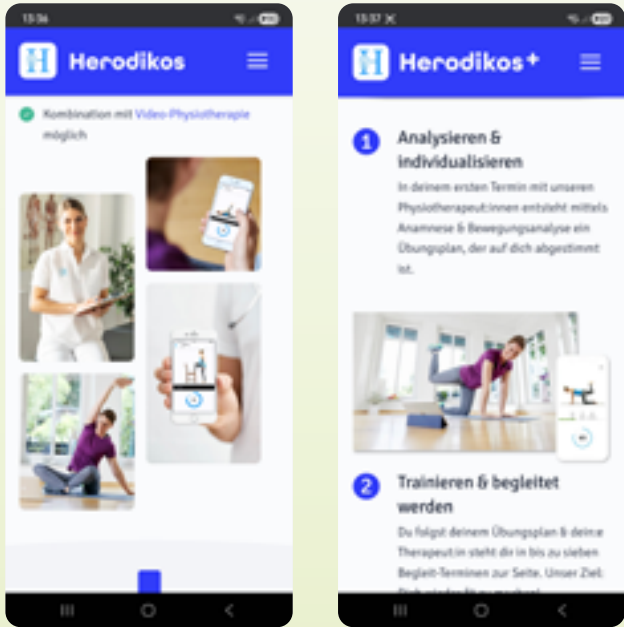 13:36
H Herodikos
Kombination mit Video-Physiotherapie
möglich
13:37
H Herodikos+
1 Analysieren &
individualisieren
In deinem ersten Termin mit unseren
Physiotherapeut:innen entsteht mittels
Anamnese & Bewegungsanalyse ein
Übungsplan, der auf dich abgestimmt
ist.
2 Trainieren & begleitet
werden
Du folgst deinem Übungsplan & dein:e
Therapeut:in steht dir in bis zu sieben
Begleit-Terminen zur Seite. Unser Ziel: